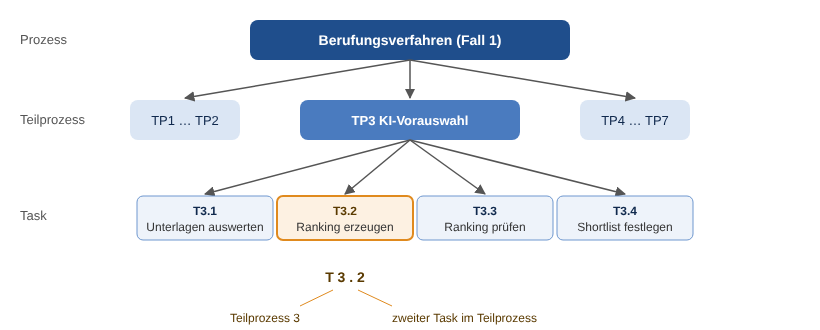 Prozess
Berufungsverfahren (Fall 1)
Teilprozess
TP1 … TP2
TP3 KI-Vorauswahl
TP4 … TP7
Task
T3.1
Unterlagen auswerten
T3.2
Ranking erzeugen
T3.3
Ranking prüfen
T3.4
Shortlist festlegen
T3.2
Teilprozess 3
zweiter Task im Teilprozess